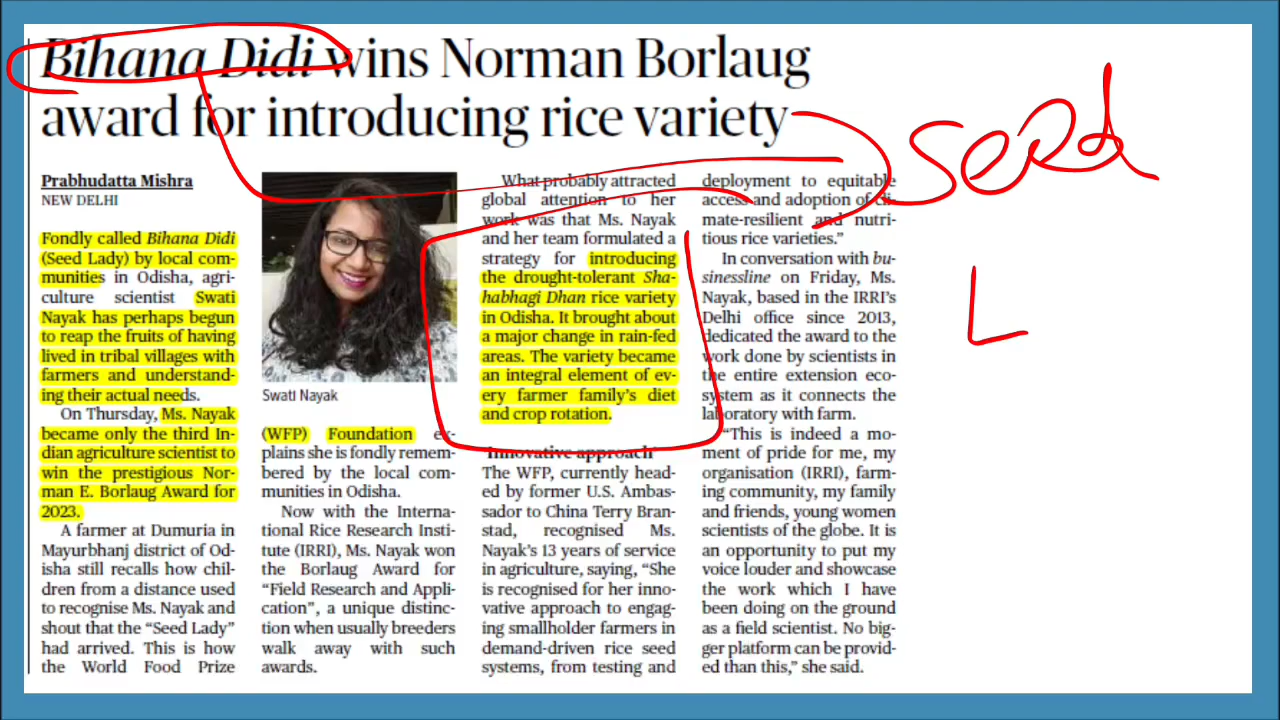 Bihana Didi wins Norman Borlaug
award for introducing rice variety
Prabhudatta Mishra
NEW DELHI
Fondly called Bihana Didi
(Seed Lady) by local com-
munities in Odisha, agri-
culture scientist Swati
Nayak has perhaps begun
to reap the fruits of having
lived in tribal villages with
farmers and understand-
ing their actual needs.
On Thursday, Ms. Nayak
became only the third In-
dian agriculture scientist to
win the prestigious Nor-
man E. Borlaug Award for
2023.
A farmer at Dumuria in
Mayurbhanj district of Od-
isha still recalls how chil-
dren from a distance used
to recognise Ms. Nayak and
shout that the “Seed Lady”
had arrived. This is how
the World Food Prize
Swati Nayak
(WFP) Foundation ex-
plains she is fondly remem-
bered by the local com-
munities in Odisha.
Now with the Interna-
tional Rice Research Insti-
tute (IRRI), Ms. Nayak won
the Borlaug Award for
“Field Research and Appli-
cation”, a unique distinc-
tion when usually breeders
walk away with such
awards.
What probably attracted
global attention to her
work was that Ms. Nayak
and her team formulated a
strategy for introducing
the drought-tolerant Sha-
habhagi Dhan rice variety
in Odisha. It brought about
a major change in rain-fed
areas. The variety became
an integral element of ev-
ery farmer family’s diet
and crop rotation.
Innovative approach
The WFP, currently head-
ed by former U.S. Ambas-
sador to China Terry Bran-
stad, recognised Ms.
Nayak’s 13 years of service
in agriculture, saying, “She
is recognised for her inno-
vative approach to engag-
ing smallholder farmers in
demand-driven rice seed
systems, from testing and
deployment to equitable
access and adoption of cli-
mate-resilient and nutri-
tious rice varieties.”
In conversation with bu-
sinessline on Friday, Ms.
Nayak, based in the IRRI’s
Delhi office since 2013,
dedicated the award to the
work done by scientists in
the entire extension eco-
system as it connects the
laboratory with farm.
“This is indeed a mo-
ment of pride for me, my
organisation (IRRI), farm-
ing community, my family
and friends, young women
scientists of the globe. It is
an opportunity to put my
voice louder and showcase
the work which I have
been doing on the ground
as a field scientist. No big-
ger platform can be provid-
ed than this,” she said.
Seed
L